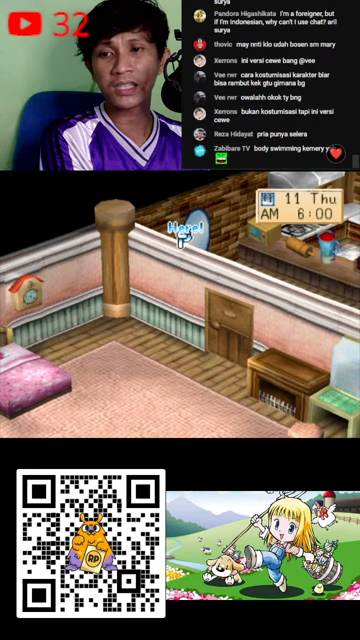 32
surya
Pandora Higashikata I'm a foreigner, but
if I'm Indonesian, why can't I use chat? aril
surya
thovic may nnti klo udah bosen sm mary
Xerrons ini versi cewe bang @vee
Vee rwr cara kostumisasi karakter biar
bisa rambut kek gtu gimana bg
Vee rwr owalahh okok ty bng
Xerrons bukan kostumisasi tapi ini versi
cewe
Reza Hidayat pria punya selera
Zabibare TV body swimming kemery
Here!
11 Thu
AM 6:00
RP